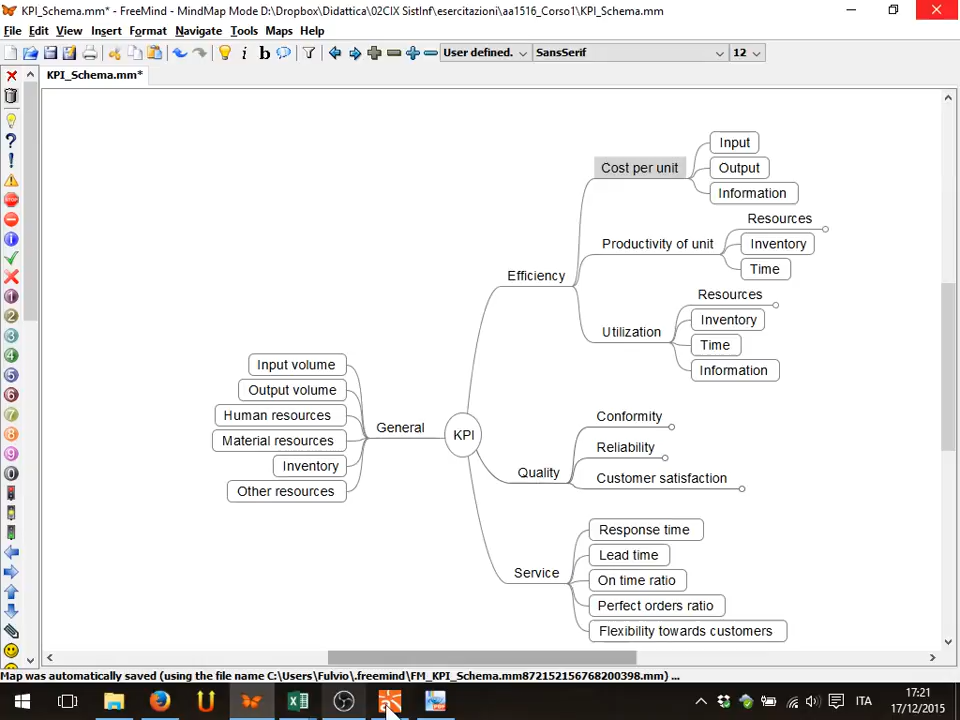 KPI_Schema.mm* - FreeMind - MindMap Mode D:\Dropbox\Didattica\02CIX SistInf\esercitazioni\aa1516_Corso1\KPI_Schema.mm
File Edit View Insert Format Navigate Tools Maps Help
User defined. SansSerif 12
KPI_Schema.mm*
Input
Cost per unit
Output
Information
Resources
Productivity of unit
Inventory
Time
Efficiency
Resources
Utilization
Inventory
Time
Information
Input volume
Output volume
Human resources
Material resources
Inventory
Other resources
General
KPI
Conformity
Reliability
Quality
Customer satisfaction
Response time
Lead time
Service
On time ratio
Perfect orders ratio
Flexibility towards customers
Map was automatically saved (using the file name C:\Users\Fulvio\.freemind\FM_KPI_Schema.mm872152156768200398.mm) ...
ITA
17:21
17/12/2015